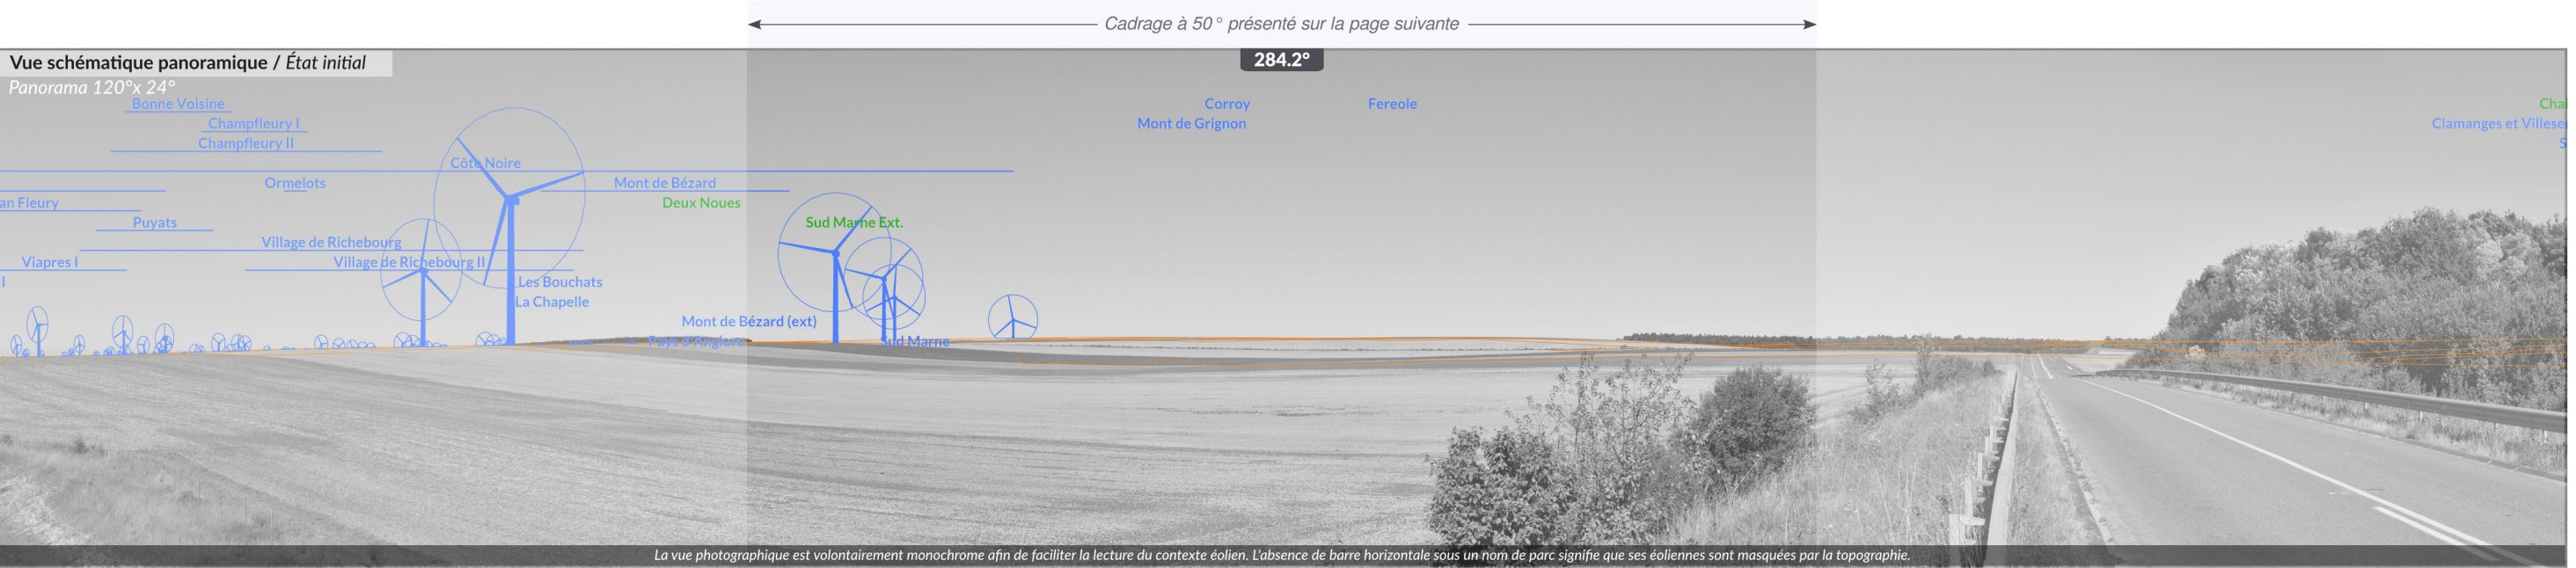 Cadrage à 50° présenté sur la page suivante
Vue schématique panoramique / État initial
284.2°
Panorama 120°x 24°
Bonne Voisine
Corroy
Fereole
Champfleury I
Mont de Grignon
Clamanges et Villese
Champfleury II
Côte Noire
Ormelots
Mont de Bézard
an Fleury
Deux Noues
Puyats
Sud Marne Ext.
Village de Richebourg
Viapres I
Village de Richebourg II
I
Les Bouchats
La Chapelle
Mont de Bézard (ext)
Pays d'Anglure
Sud Marne
La vue photographique est volontairement monochrome afin de faciliter la lecture du contexte éolien. L'absence de barre horizontale sous un nom de parc signifie que ses éoliennes sont masquées par la topographie.